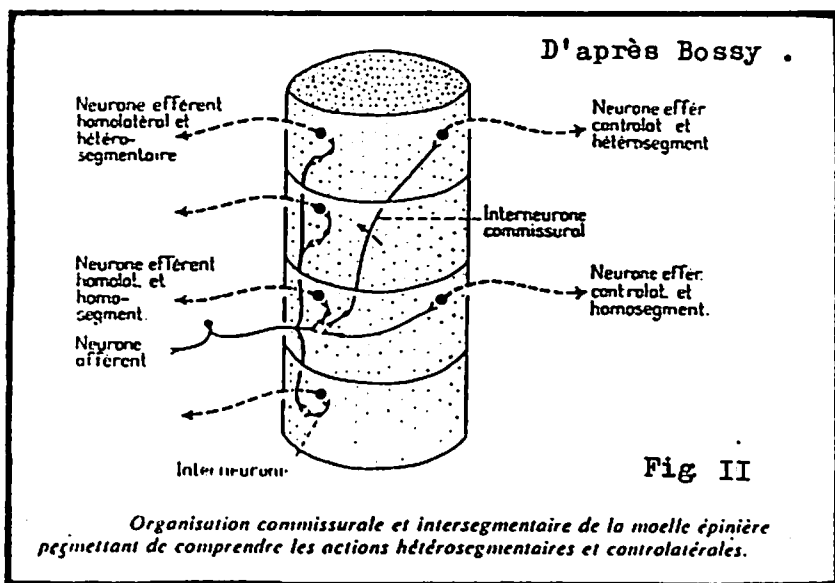 D'après Bossy .
Neurone efférent
homolatéral et
hétéro-
segmentaire
Neurone effér
controlat et
hétérosegment
Interneurone
commissural
Neurone efférent
homolat. et
homo-
segment.
Neurone
afférent
Neurone effér.
controlat. et
homosegment.
Interneurone
Fig II
Organisation commissurale et intersegmentaire de la moelle épinière
permettant de comprendre les actions hétérosegmentaires et controlatérales.